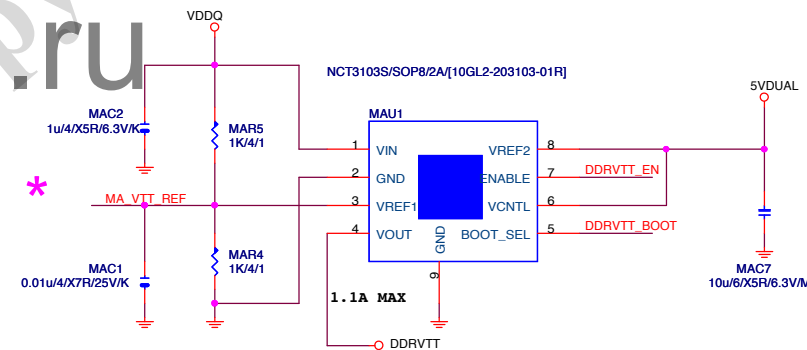 .ru
VDDQ
NCT3103S/SOP8/2A/[10GL2-203103-01R]
5VDUAL
MAC2
1u/4/X5R/6.3V/K
MAR5
1K/4/1
MAU1
1 VIN
2 GND
3 VREF1
4 VOUT
VREF2 8
ENABLE 7
VCNTL 6
BOOT_SEL 5
GND
9
DDRVTT_EN
DDRVTT_BOOT
*
MA_VTT_REF
MAR4
1K/4/1
MAC1
0.01u/4/X7R/25V/K
MAC7
10u/6/X5R/6.3V/M
1.1A MAX
DDRVTT